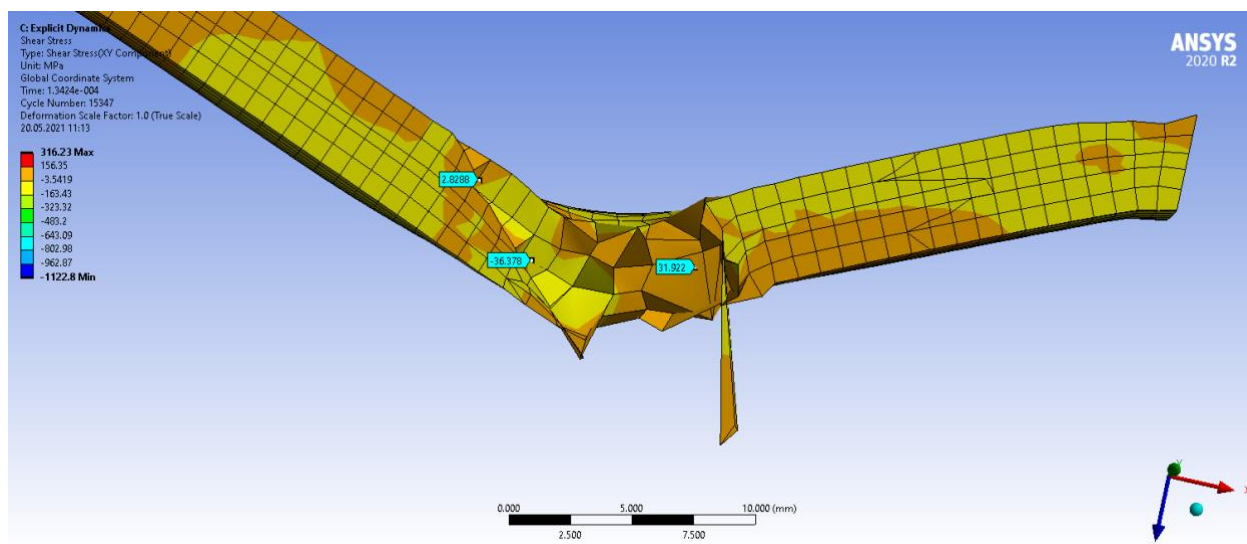 C: Explicit Dynamics
Shear Stress
Type: Shear Stress(XY Component)
Unit: MPa
Global Coordinate System
Time: 1.3424e-004
Cycle Number: 15347
Deformation Scale Factor: 1.0 (True Scale)
20.05.2021 11:13
ANSYS
2020 R2
316.23 Max
156.35
-3.5419
-163.43
-323.32
-483.2
-643.09
-802.98
-962.87
-1122.8 Min
2.8288
-36.378
31.922
0.000 5.000 10.000 (mm)
2.500 7.500
Y
X